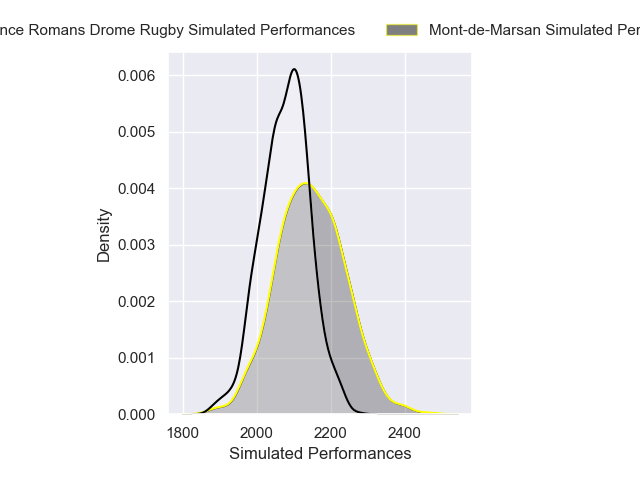 nce Romans Drome Rugby Simulated Performances
Mont-de-Marsan Simulated Per
0.006
0.005
0.004
0.003
0.002
0.001
0.000
Density
1800 2000 2200 2400
Simulated Performances